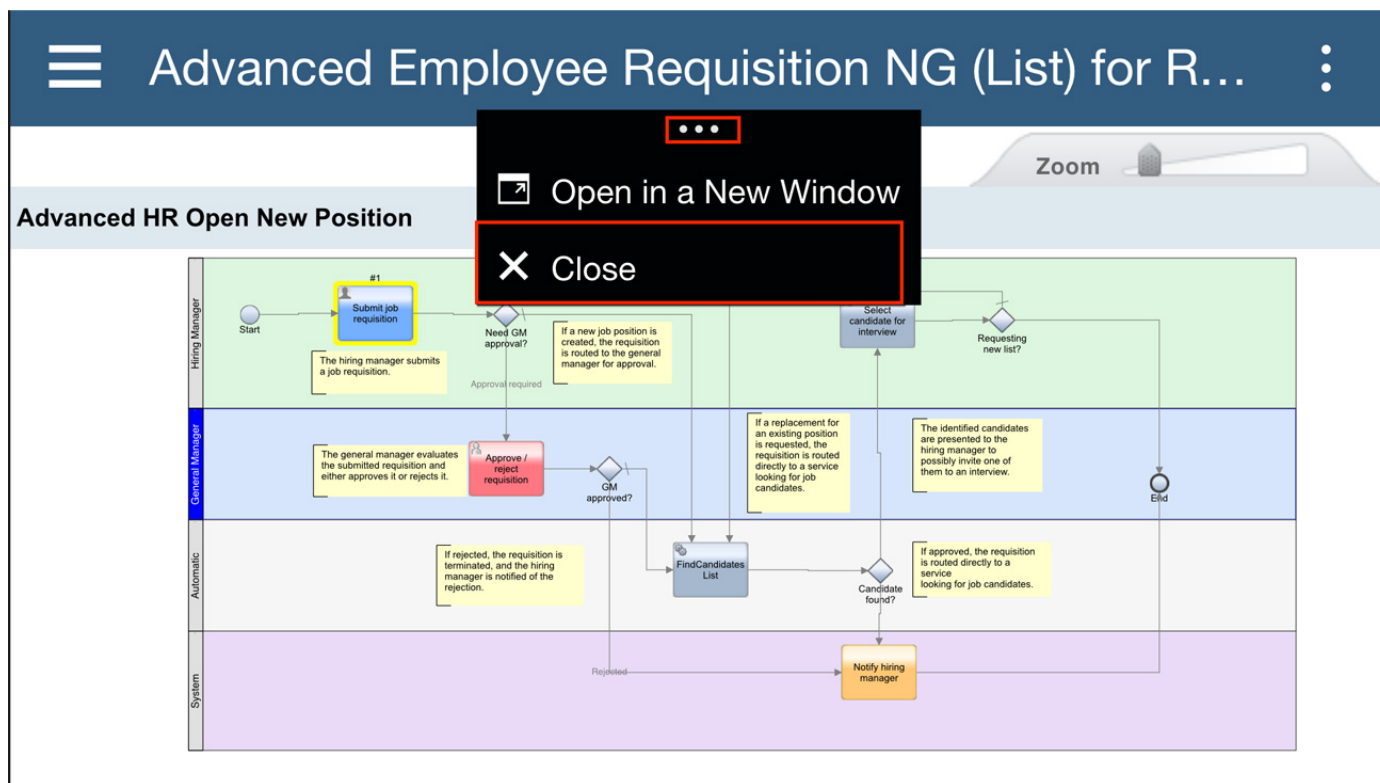 Advanced Employee Requisition NG (List) for R...
Open in a New Window
Close
Zoom
Advanced HR Open New Position
Hiring Manager
#1
Submit job
requisition
Start
Need GM
approval?
The hiring manager submits
a job requisition.
If a new job position is
created, the requisition
is routed to the general
manager for approval.
Approval required
Select
candidate for
interview
Requesting
new list?
General Manager
The general manager evaluates
the submitted requisition and
either approves it or rejects it.
Approve /
reject
requisition
GM
approved?
If a replacement for
an existing position
is requested, the
requisition is routed
directly to a service
looking for job
candidates.
The identified candidates
are presented to the
hiring manager to
possibly invite one of
them to an interview.
End
Automatic
If rejected, the requisition is
terminated, and the hiring
manager is notified of the
rejection.
FindCandidates
List
Candidate
found?
If approved, the requisition
is routed directly to a
service
looking for job candidates.
System
Rejected
Notify hiring
manager